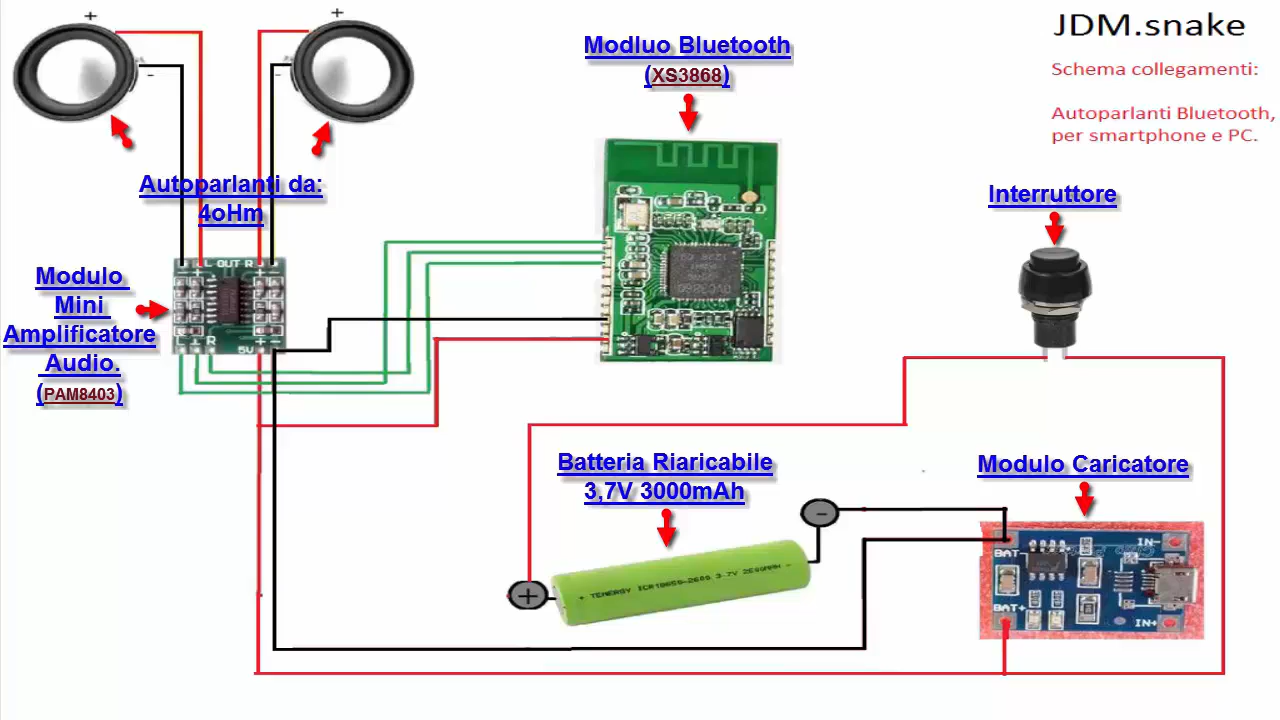 JDM.snake
Schema collegamenti:
Autoparlanti Bluetooth,
per smartphone e PC.
Modluo Bluetooth
(XS3868)
Autoparlanti da:
4oHm
Interruttore
Modulo
Mini
Amplificatore
Audio.
(PAM8403)
+
-
+
-
L OUT R
R
5V
+ -
Batteria Riaricabile
3,7V 3000mAh
Modulo Caricatore
-
+
BAT-
IN-
BAT+
IN+